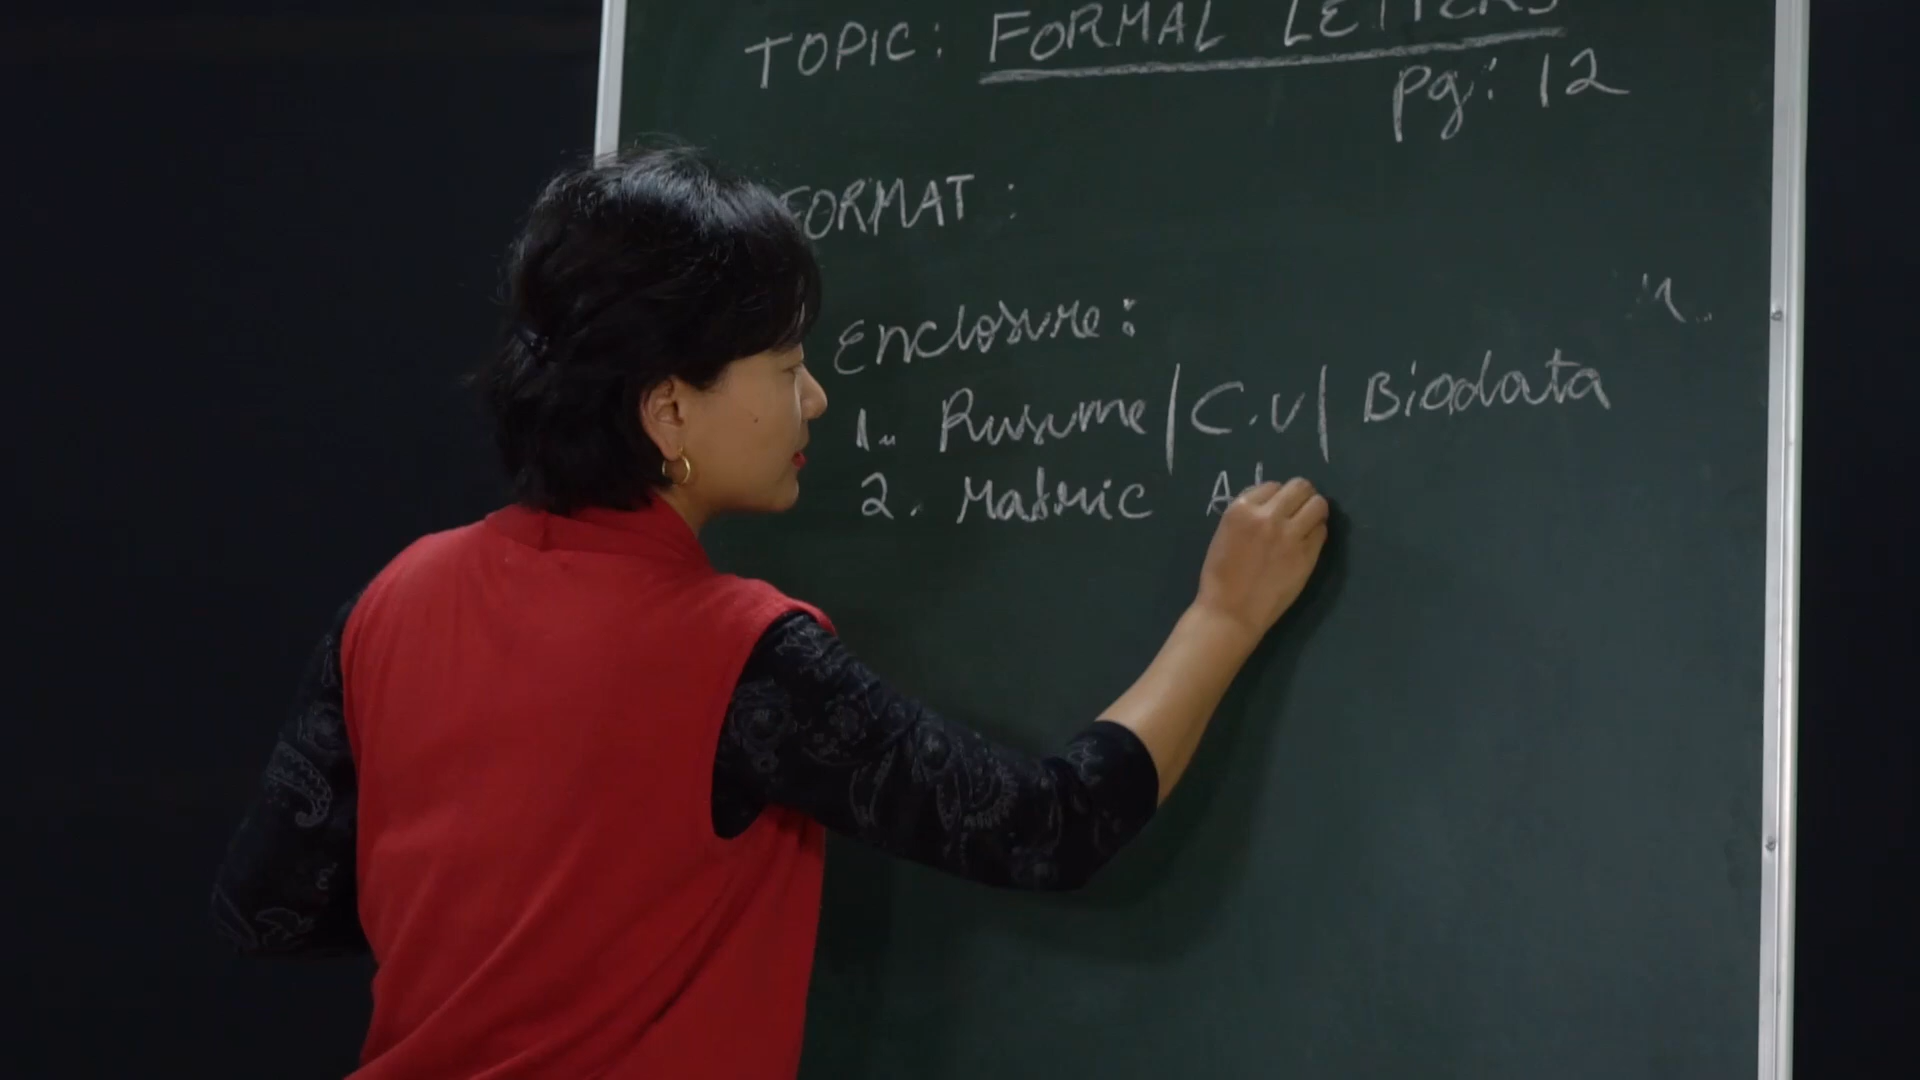 TOPIC: FORMAL LETTERS
pg: 12
FORMAT:
Enclosure:
1. Resume/C.V/Biodata
2. Matric